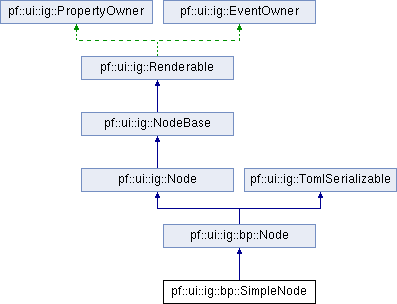 pf::ui::ig::PropertyOwner
pf::ui::ig::EventOwner
pf::ui::ig::Renderable
pf::ui::ig::NodeBase
pf::ui::ig::Node
pf::ui::ig::TomlSerializable
pf::ui::ig::bp::Node
pf::ui::ig::bp::SimpleNode